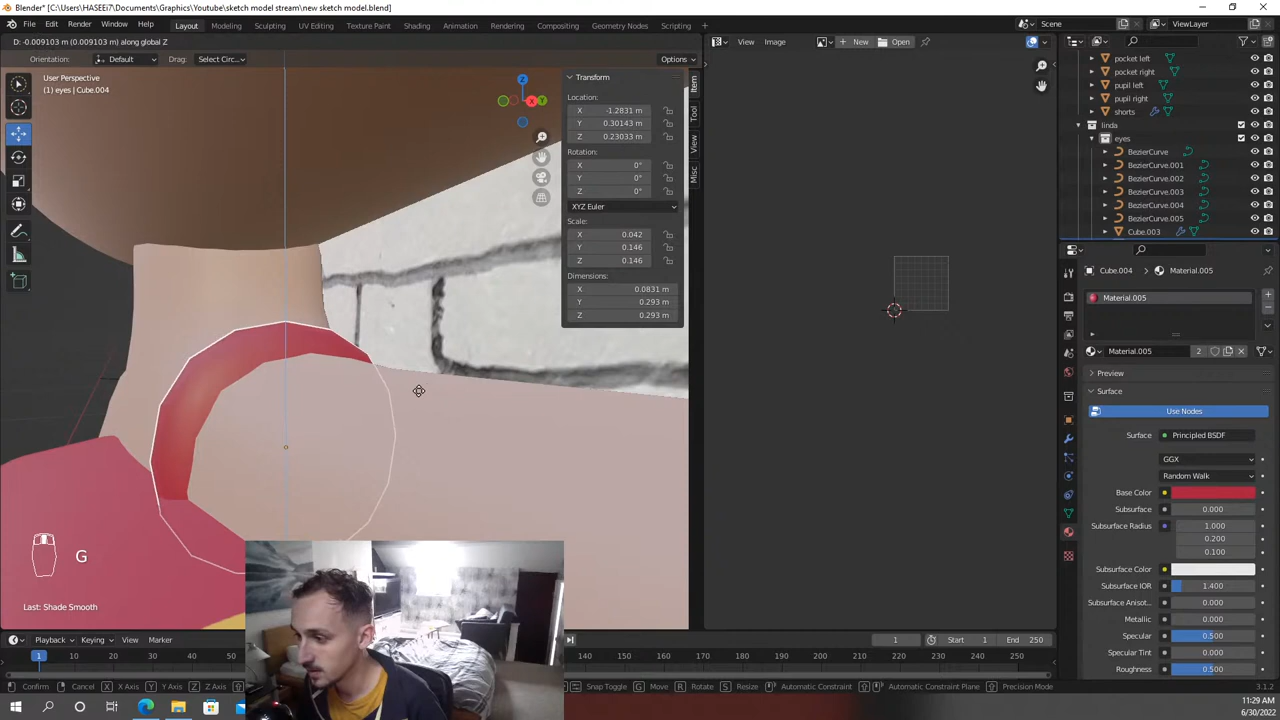 Blender* [C:\Users\HASEEi7\Documents\Graphics\Youtube\sketch model stream\new sketch model.blend]
File Edit Render Window Help Layout Modeling Sculpting UV Editing Texture Paint Shading Animation Rendering Compositing Geometry Nodes Scripting Scene ViewLayer
D: -0.009103 m (0.009103 m) along global Z View Image New Open
Orientation: Default Drag: Select Circ... Options
User Perspective
(1) eyes | Cube.004
Transform
Location:
X -1.2831 m
Y 0.30143 m
Z 0.23033 m
Rotation:
X 0°
Y 0°
Z 0°
XYZ Euler
Scale:
X 0.042
Y 0.146
Z 0.146
Dimensions:
X 0.0831 m
Y 0.293 m
Z 0.293 m
Item
Tool
View
Misc
Z
X
Y
pocket left
pocket right
pupil left
pupil right
shorts
linda
eyes
BezierCurve
BezierCurve.001
BezierCurve.002
BezierCurve.003
BezierCurve.004
BezierCurve.005
Cube.003
Cube.004 Material.005
Material.005
Material.005 2
Preview
Surface
Use Nodes
Surface Principled BSDF
GGX
Random Walk
Base Color
Subsurface 0.000
Subsurface Radius 1.000
0.200
0.100
Subsurface Color
Subsurface IOR 1.400
Subsurface Anisot... 0.000
Metallic 0.000
Specular 0.500
Specular Tint 0.000
Roughness 0.500
G
Last: Shade Smooth
Playback Keying View Marker 1 Start 1 End 250
1 10 20 30 40 50 140 150 160 170 180 190 200 210 220 230 240 250
Confirm Cancel X X Axis Y Y Axis Z Z Axis Snap Toggle G Move R Rotate S Resize Automatic Constraint Automatic Constraint Plane Precision Mode 3.1.2
11:29 AM
6/30/2022